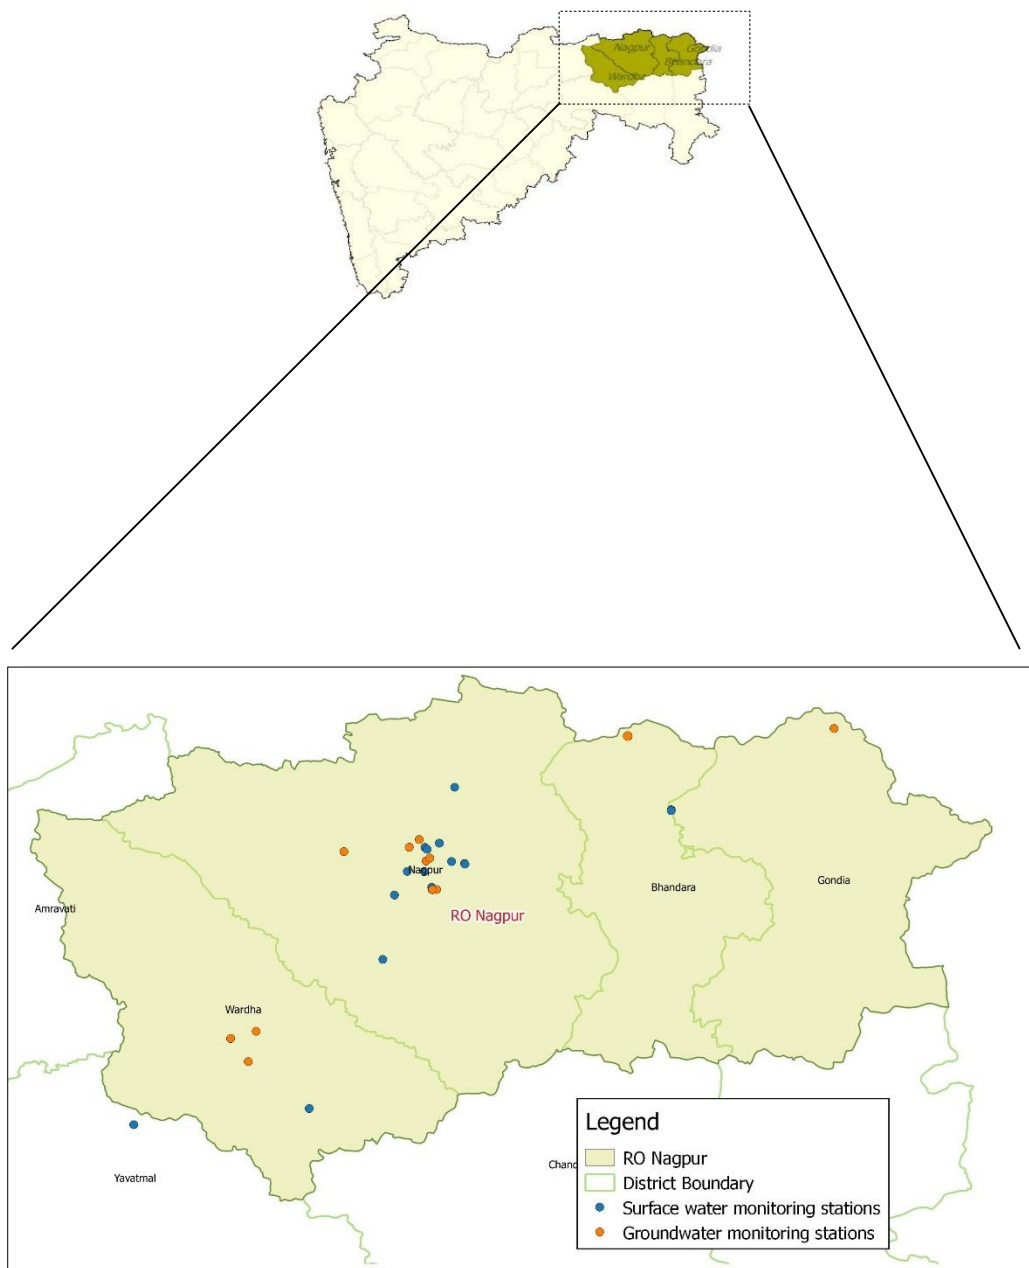 Nagpur
Gondia
Bhandara
Wardha
Amravati
Nagpur
Bhandara
Gondia
RO Nagpur
Wardha
Yavatmal
Chand
Legend
RO Nagpur
District Boundary
Surface water monitoring stations
Groundwater monitoring stations